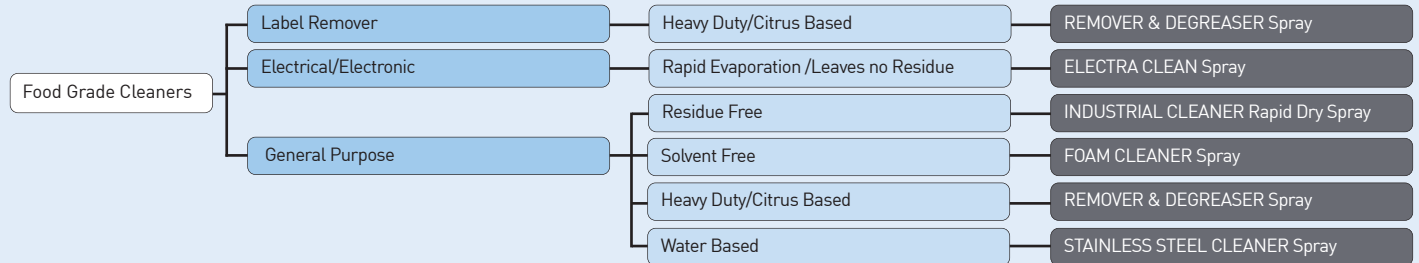 Label Remover
Heavy Duty/Citrus Based
REMOVER & DEGREASER Spray
Electrical/Electronic
Rapid Evaporation /Leaves no Residue
ELECTRA CLEAN Spray
Food Grade Cleaners
Residue Free
INDUSTRIAL CLEANER Rapid Dry Spray
General Purpose
Solvent Free
FOAM CLEANER Spray
Heavy Duty/Citrus Based
REMOVER & DEGREASER Spray
Water Based
STAINLESS STEEL CLEANER Spray